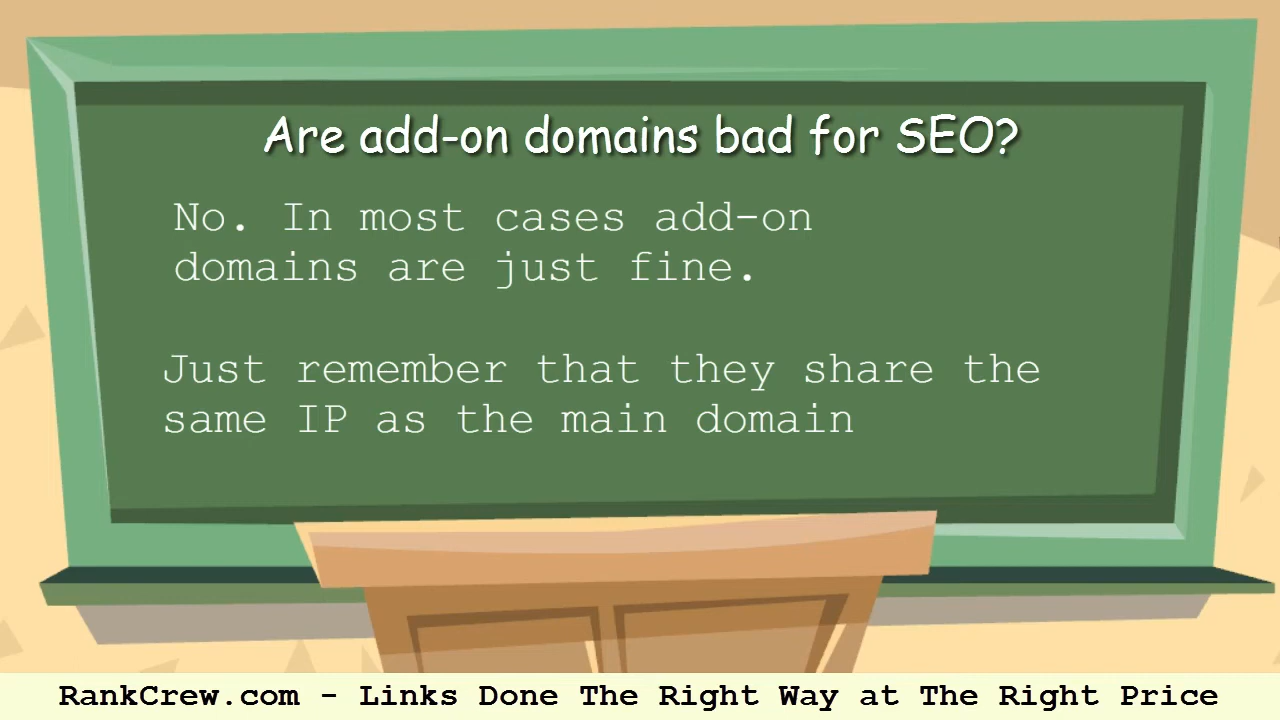 Are add-on domains bad for SEO?
No. In most cases add-on
domains are just fine.
Just remember that they share the
same IP as the main domain
RankCrew.com - Links Done The Right Way at The Right Price